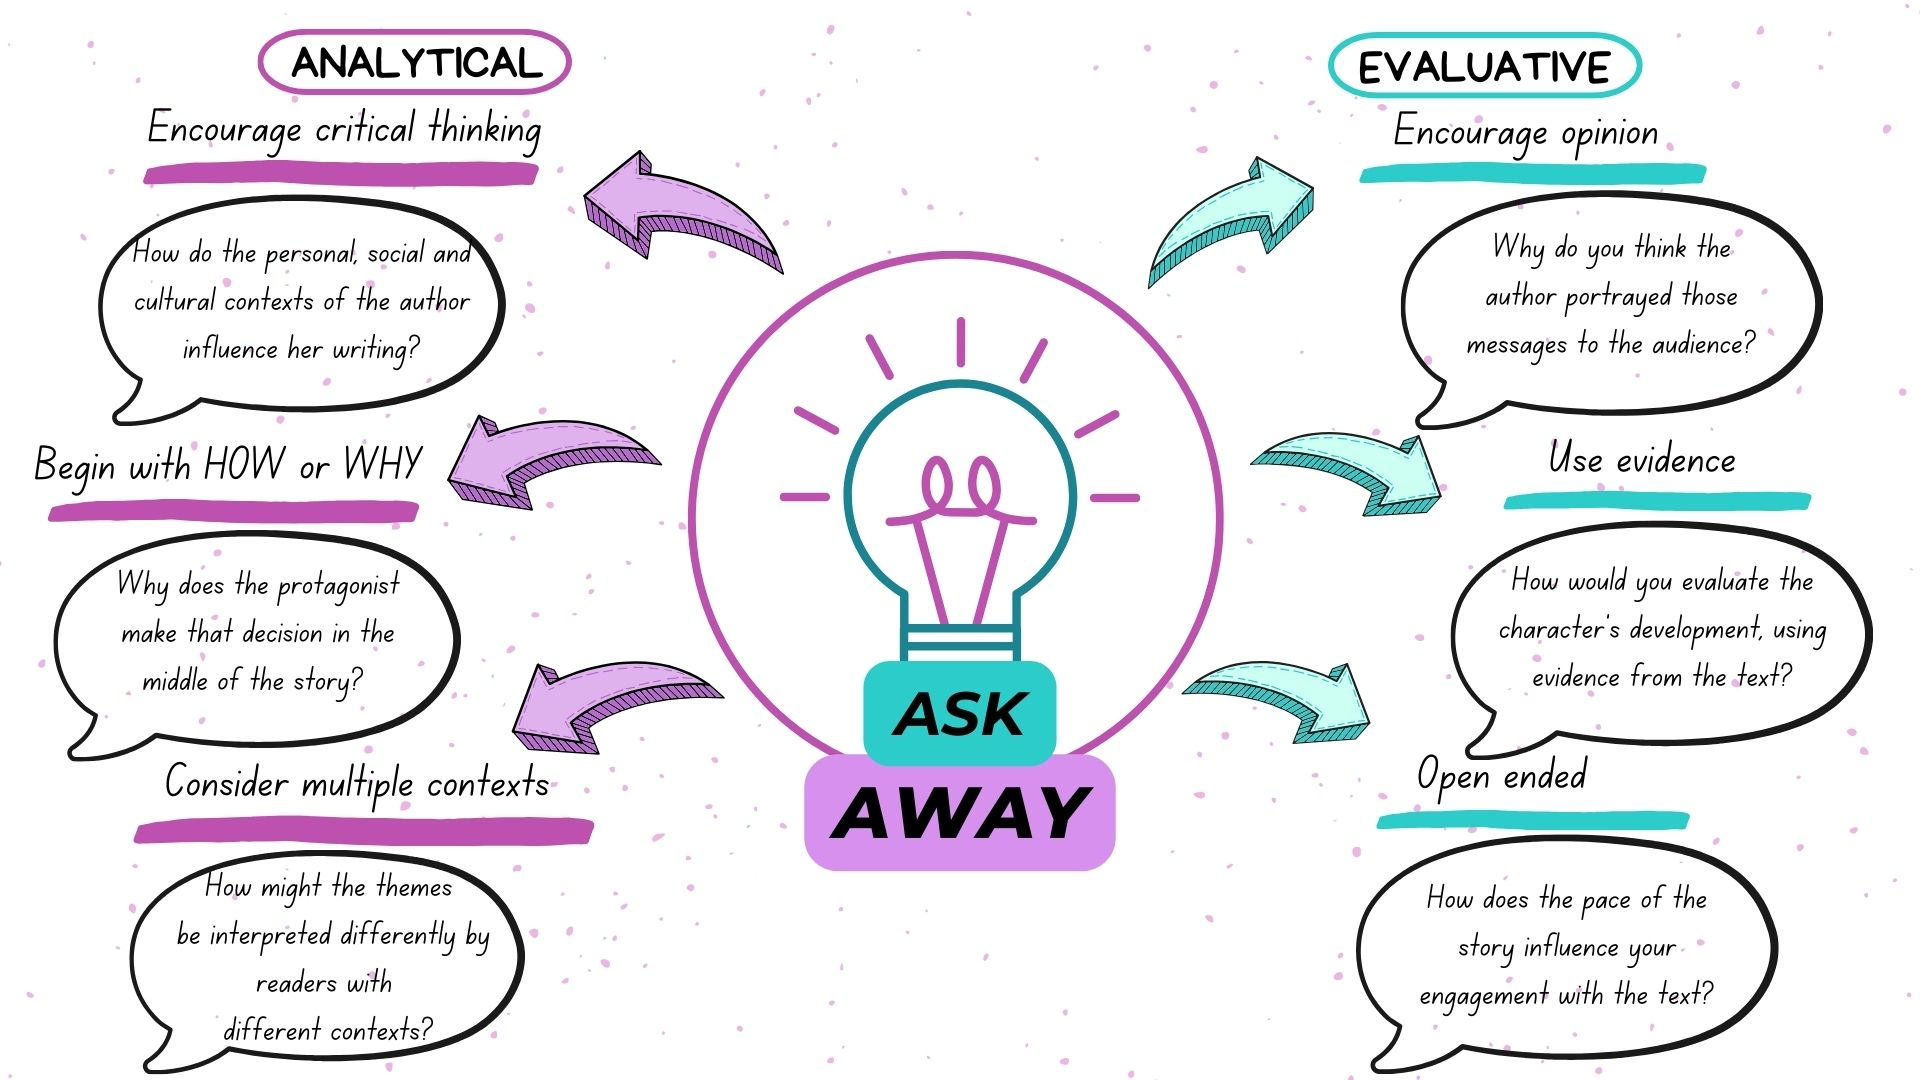 ANALYTICAL
Encourage critical thinking
How do the personal, social and
cultural contexts of the author
influence her writing?
Begin with HOW or WHY
Why does the protagonist
make that decision in the
middle of the story?
Consider multiple contexts
How might the themes
be interpreted differently by
readers with
different contexts?
ASK
AWAY
EVALUATIVE
Encourage opinion
Why do you think the
author portrayed those
messages to the audience?
Use evidence
How would you evaluate the
character's development, using
evidence from the text?
Open ended
How does the pace of the
story influence your
engagement with the text?